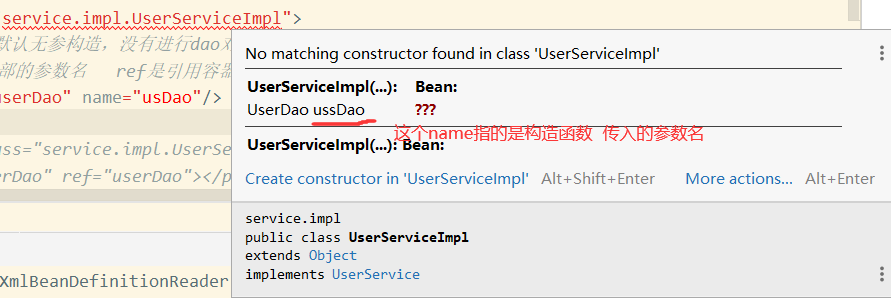 service.impl.UserServiceImpl">
默认无参构造，没有进行dao
部的参数名 ref是引用容器
userDao" name="usDao"/>
ass="service.impl.UserSe
erDao" ref="userDao"></p
XmlBeanDefinitionReader
No matching constructor found in class 'UserServiceImpl'
UserServiceImpl(...): Bean:
UserDao ussDao ???
这个name指的是构造函数 传入的参数名
UserServiceImpl(...): Bean:
Create constructor in 'UserServiceImpl' Alt+Shift+Enter More actions... Alt+Enter
service.impl
public class UserServiceImpl
extends Object
implements UserService